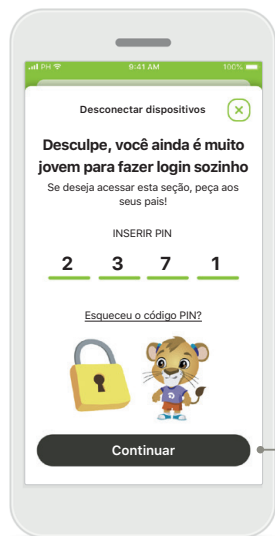 PH 9:41 AM 100%
Desconectar dispositivos
Desculpe, você ainda é muito
jovem para fazer login sozinho
Se deseja acessar esta seção, peça aos
seus pais!
INSERIR PIN
2 3 7 1
Esqueceu o código PIN?
Continuar